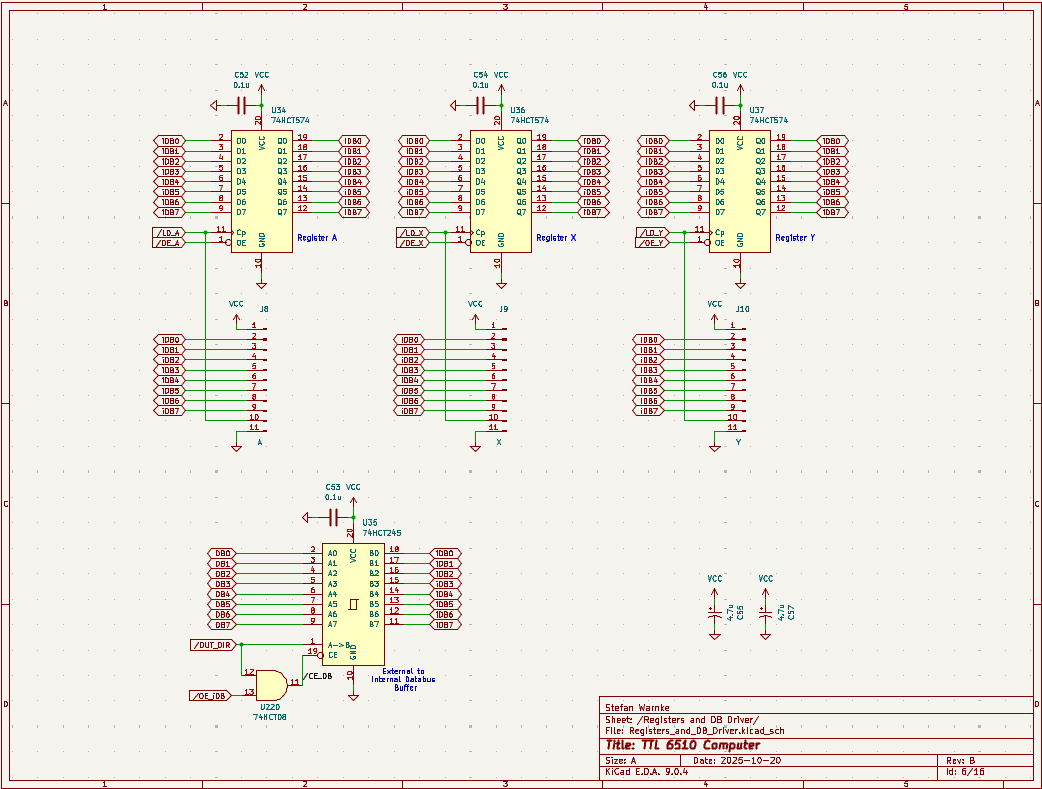 1 2 3 4 5
C52 VCC C54 VCC C56 VCC
0.1u 0.1u 0.1u
A A
20 U34 20 U36 20 U37
74HCT574 74HCT574 74HCT574
IDB0 2 D0 VCC Q0 19 IDB0 IDB0 2 D0 VCC Q0 19 IDB0 IDB0 2 D0 VCC Q0 19 IDB0
IDB1 3 D1 Q1 18 IDB1 IDB1 3 D1 Q1 18 IDB1 IDB1 3 D1 Q1 18 IDB1
IDB2 4 D2 Q2 17 IDB2 IDB2 4 D2 Q2 17 IDB2 IDB2 4 D2 Q2 17 IDB2
IDB3 5 D3 Q3 16 IDB3 IDB3 5 D3 Q3 16 IDB3 IDB3 5 D3 Q3 16 IDB3
IDB4 6 D4 Q4 15 IDB4 IDB4 6 D4 Q4 15 IDB4 IDB4 6 D4 Q4 15 IDB4
IDB5 7 D5 Q5 14 IDB5 IDB5 7 D5 Q5 14 IDB5 IDB5 7 D5 Q5 14 IDB5
IDB6 8 D6 Q6 13 IDB6 IDB6 8 D6 Q6 13 IDB6 IDB6 8 D6 Q6 13 IDB6
IDB7 9 D7 Q7 12 IDB7 IDB7 9 D7 Q7 12 IDB7 IDB7 9 D7 Q7 12 IDB7
/LD_A 11 Cp GND /LD_X 11 Cp GND /LD_Y 11 Cp GND
/OE_A 1 OE Register A /OE_X 1 OE Register X /OE_Y 1 OE Register Y
10 10 10
B B
VCC J8 VCC J9 VCC J10
1 1 1
IDB0 2 IDB0 2 IDB0 2
IDB1 3 IDB1 3 IDB1 3
IDB2 4 IDB2 4 IDB2 4
IDB3 5 IDB3 5 IDB3 5
IDB4 6 IDB4 6 IDB4 6
IDB5 7 IDB5 7 IDB5 7
IDB6 8 IDB6 8 IDB6 8
IDB7 9 IDB7 9 IDB7 9
10 10 10
11 11 11
A X Y
C53 VCC
0.1u
C C
20 U35
74HCT245
DB0 2 A0 VCC B0 18 IDB0
DB1 3 A1 B1 17 IDB1
DB2 4 A2 B2 16 IDB2
DB3 5 A3 B3 15 IDB3
DB4 6 A4 B4 14 IDB4
DB5 7 A5 B5 13 IDB5
DB6 8 A6 B6 12 IDB6
DB7 9 A7 B7 11 IDB7
VCC VCC
4.7u C55 4.7u C57
/OUT_DIR 1 A->B
19 CE GND
10
External to
Internal Databus
Buffer
12 11 /CE_DB
/OE_iDB 13
U22D
74HCT08
D D
Stefan Warnke
Sheet: /Registers and DB Driver/
File: Registers_and_DB_Driver.kicad_sch
Title: TTL 6510 Computer
Size: A Date: 2025-10-20 Rev: B
KiCad E.D.A. 9.0.4 Id: 6/16
1 2 3 4 5